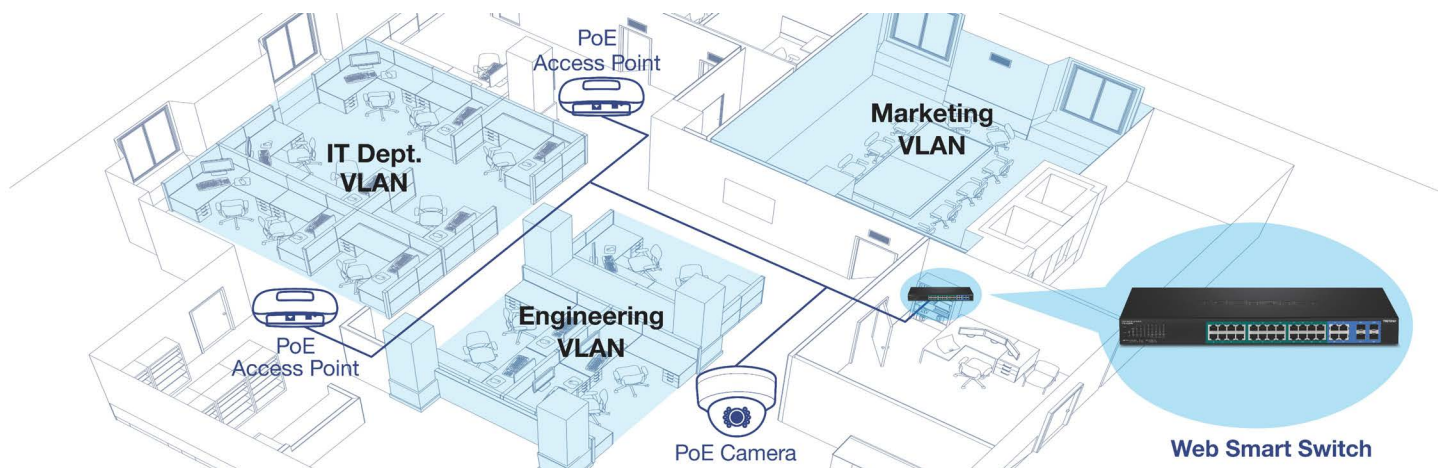 PoE
Access Point
Marketing
VLAN
IT Dept.
VLAN
Engineering
VLAN
PoE
Access Point
PoE Camera
Web Smart Switch